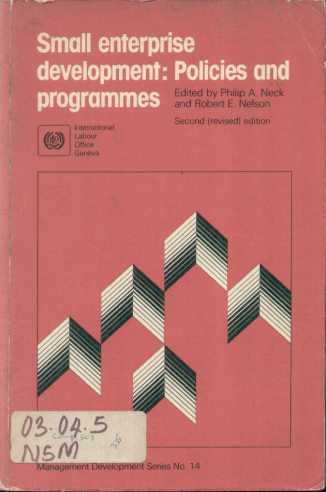 Small enterprise
development: Policies and
programmes
Edited by Philip A. Neck
and Robert E. Nelson
Second (revised) edition
International
Labour
Office
Geneva
03.04.5
NSM
Management Development Series No. 14